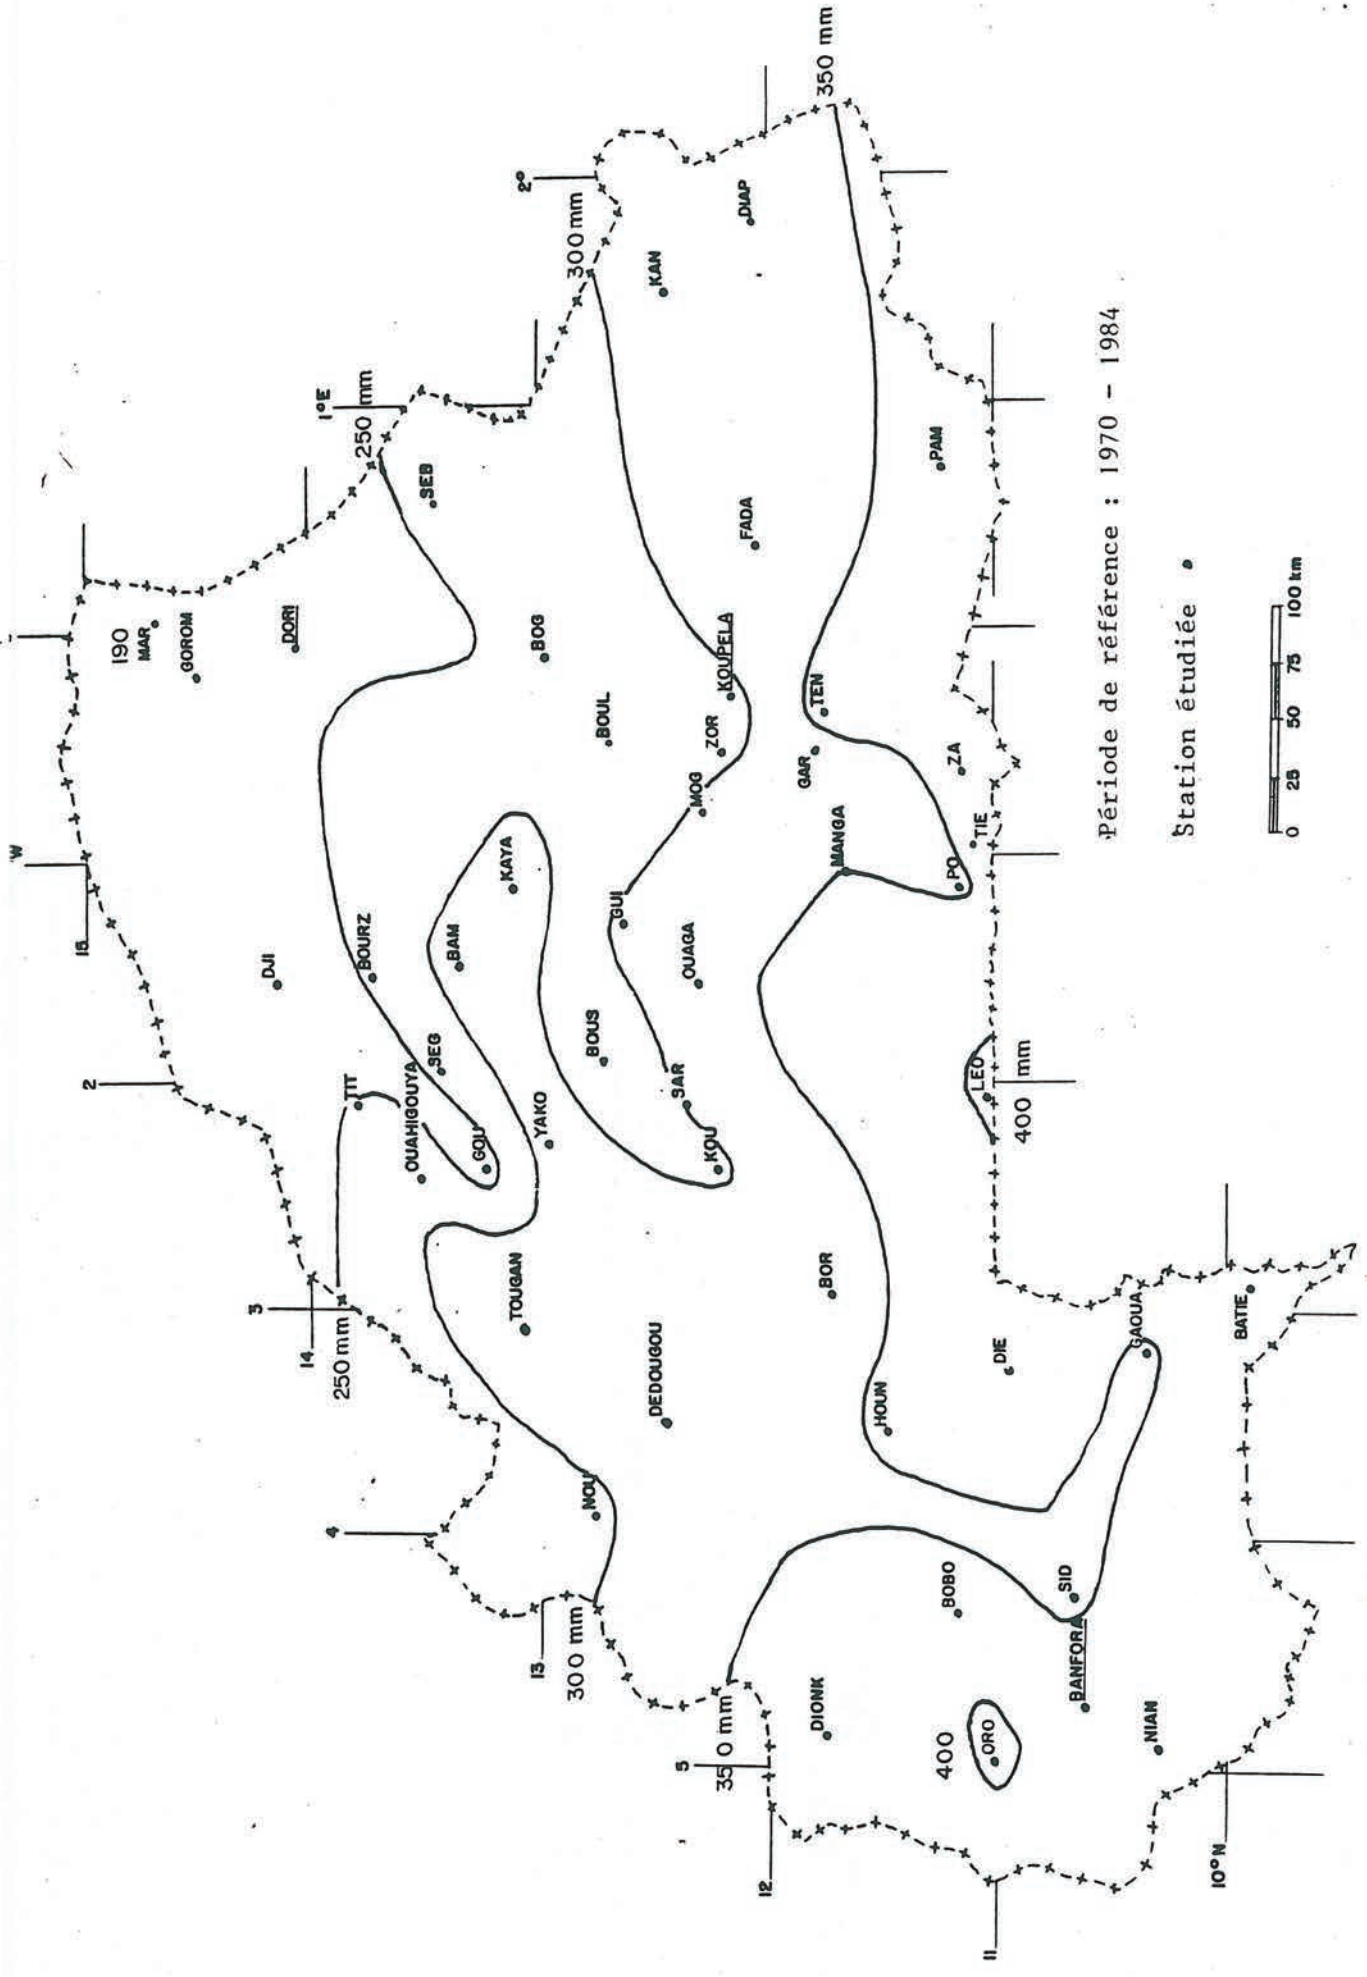 W
2°
15
190
MAR
GOROM
300 mm
1°E
250 mm
DORI
DJI
2
SEB
KAN
DIAP
350 mm
BOURZ
TIT
3
14
250 mm
OUAHIGOUYA
SEG
BAM
GOU
KAYA
BOG
YAKO
BOUL
FADA
TOUGAN
4
GUI
BOUS
MOG
ZOR
KOUPELA
NOU
OUAGA
SAR
KOU
DEDOUGOU
13
300 mm
GAR
TEN
PAM
MANGA
BOR
ZA
TIE
PO
HOUN
5
350 mm
12
LEO
400 mm
DIE
DIONK
BOBO
400
ORO
SID
GAOUA
BANFORA
NIAN
BATIE
11
10°N
Période de référence : 1970 - 1984
Station étudiée
0 25 50 75 100 km